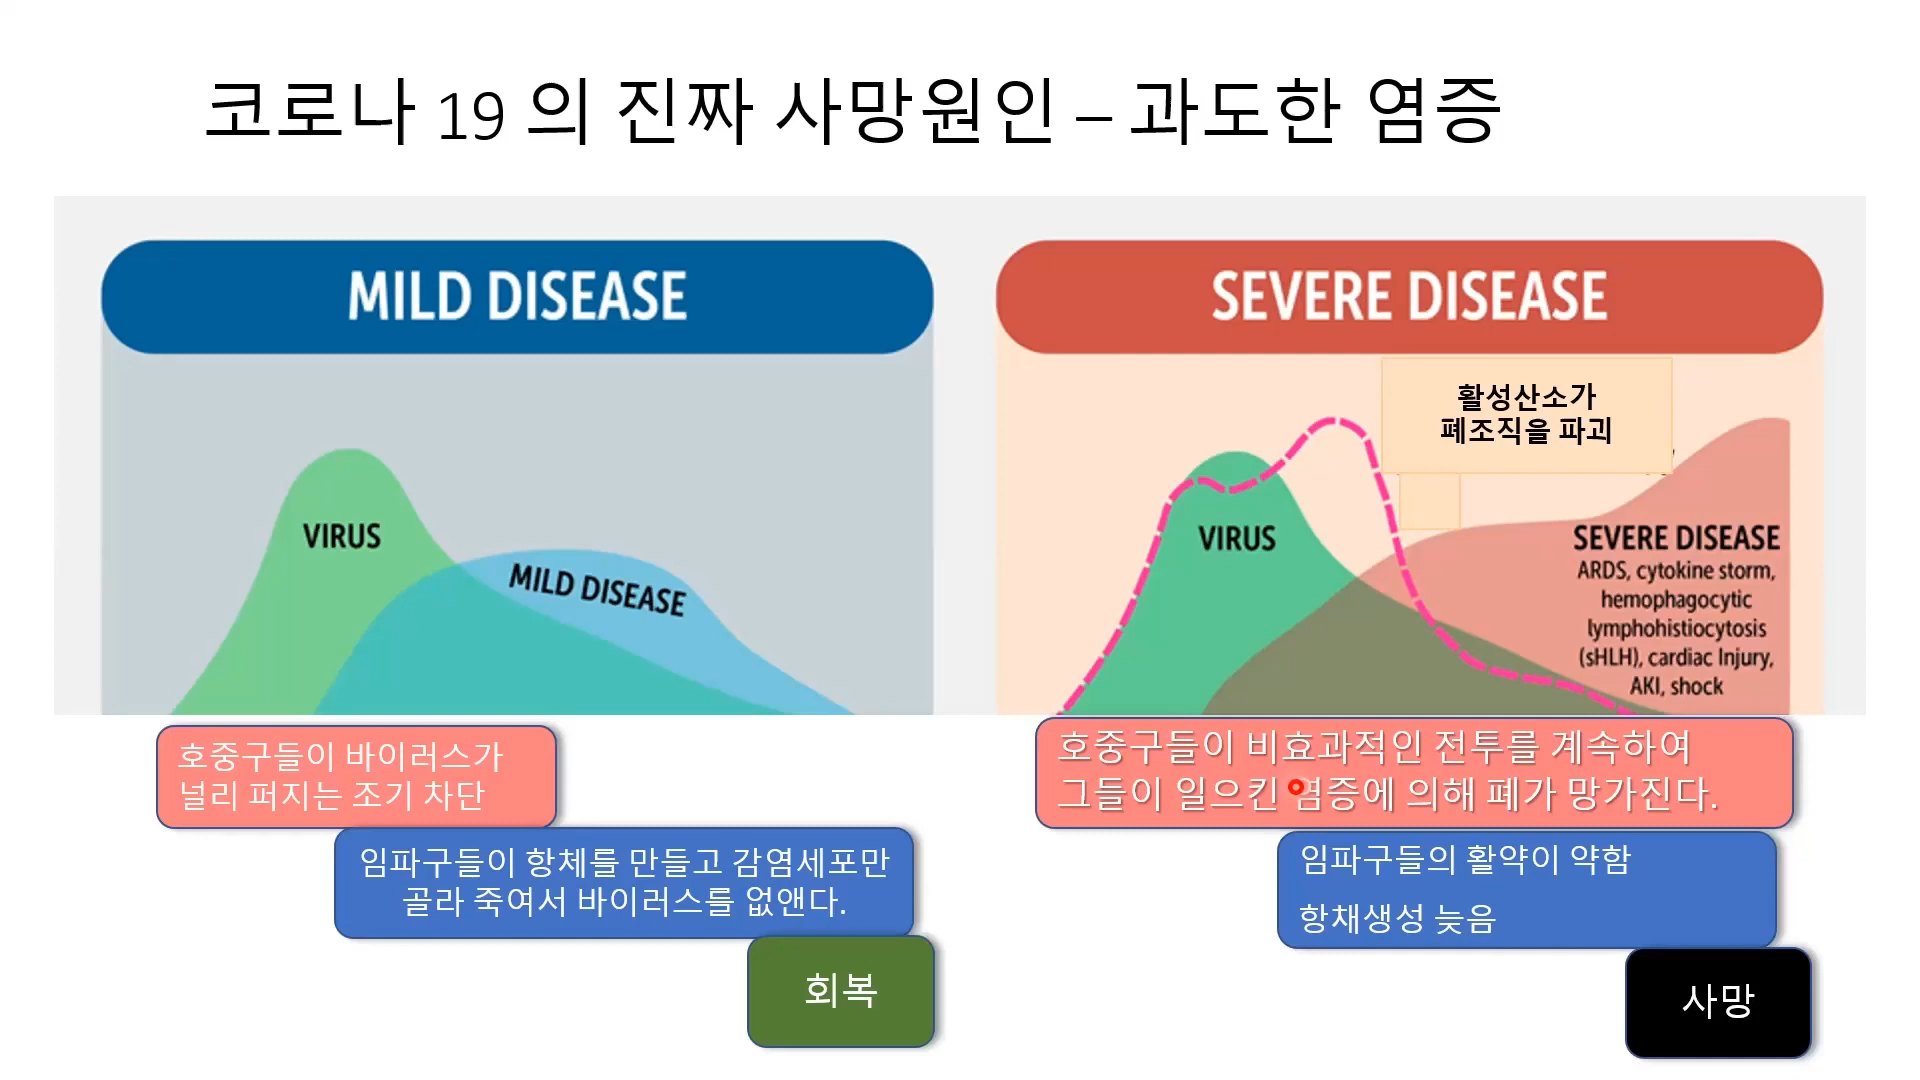 코로나 19 의 진짜 사망원인 – 과도한 염증
MILD DISEASE
VIRUS
MILD DISEASE
호중구들이 바이러스가
널리 퍼지는 조기 차단
임파구들이 항체를 만들고 감염세포만
골라 죽여서 바이러스를 없앤다.
회복
SEVERE DISEASE
활성산소가
폐조직을 파괴
VIRUS
SEVERE DISEASE
ARDS, cytokine storm,
hemophagocytic
lymphohistiocytosis
(sHLH), cardiac Injury,
AKI, shock
호중구들이 비효과적인 전투를 계속하여
그들이 일으킨 염증에 의해 폐가 망가진다.
임파구들의 활약이 약함
항채생성 늦음
사망